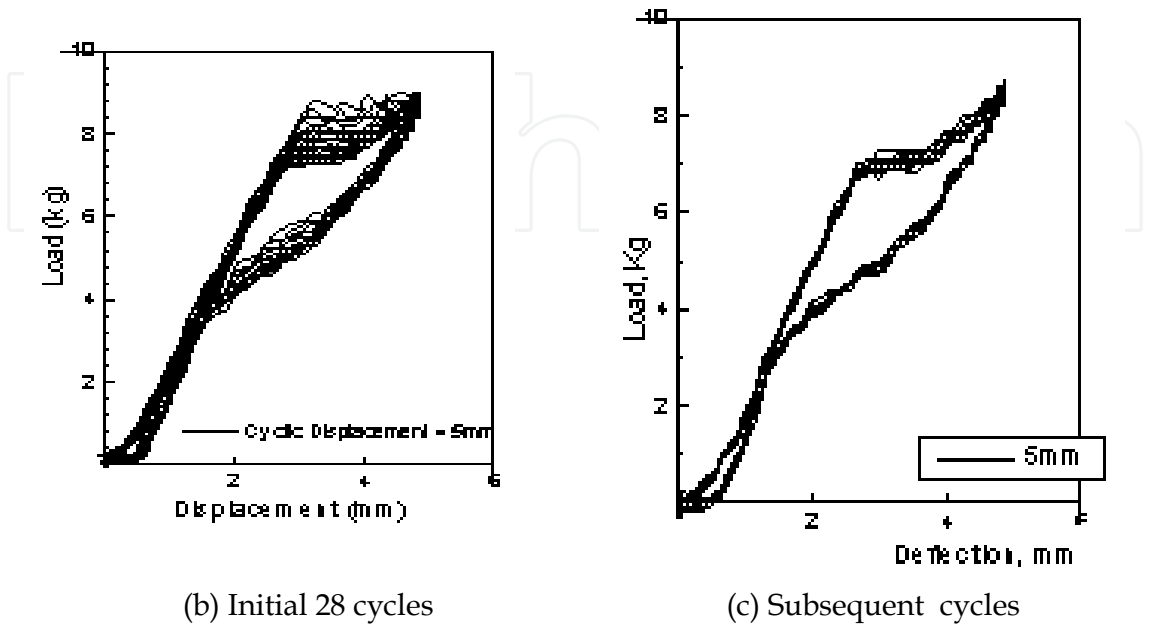 10
8
6
4
2
Load (kg)
Cyclic Displacement - 5mm
2
4
6
Displacement (mm)
(b) Initial 28 cycles
10
8
6
4
2
Load, Kg
5mm
2
4
6
Deflection, mm
(c) Subsequent cycles